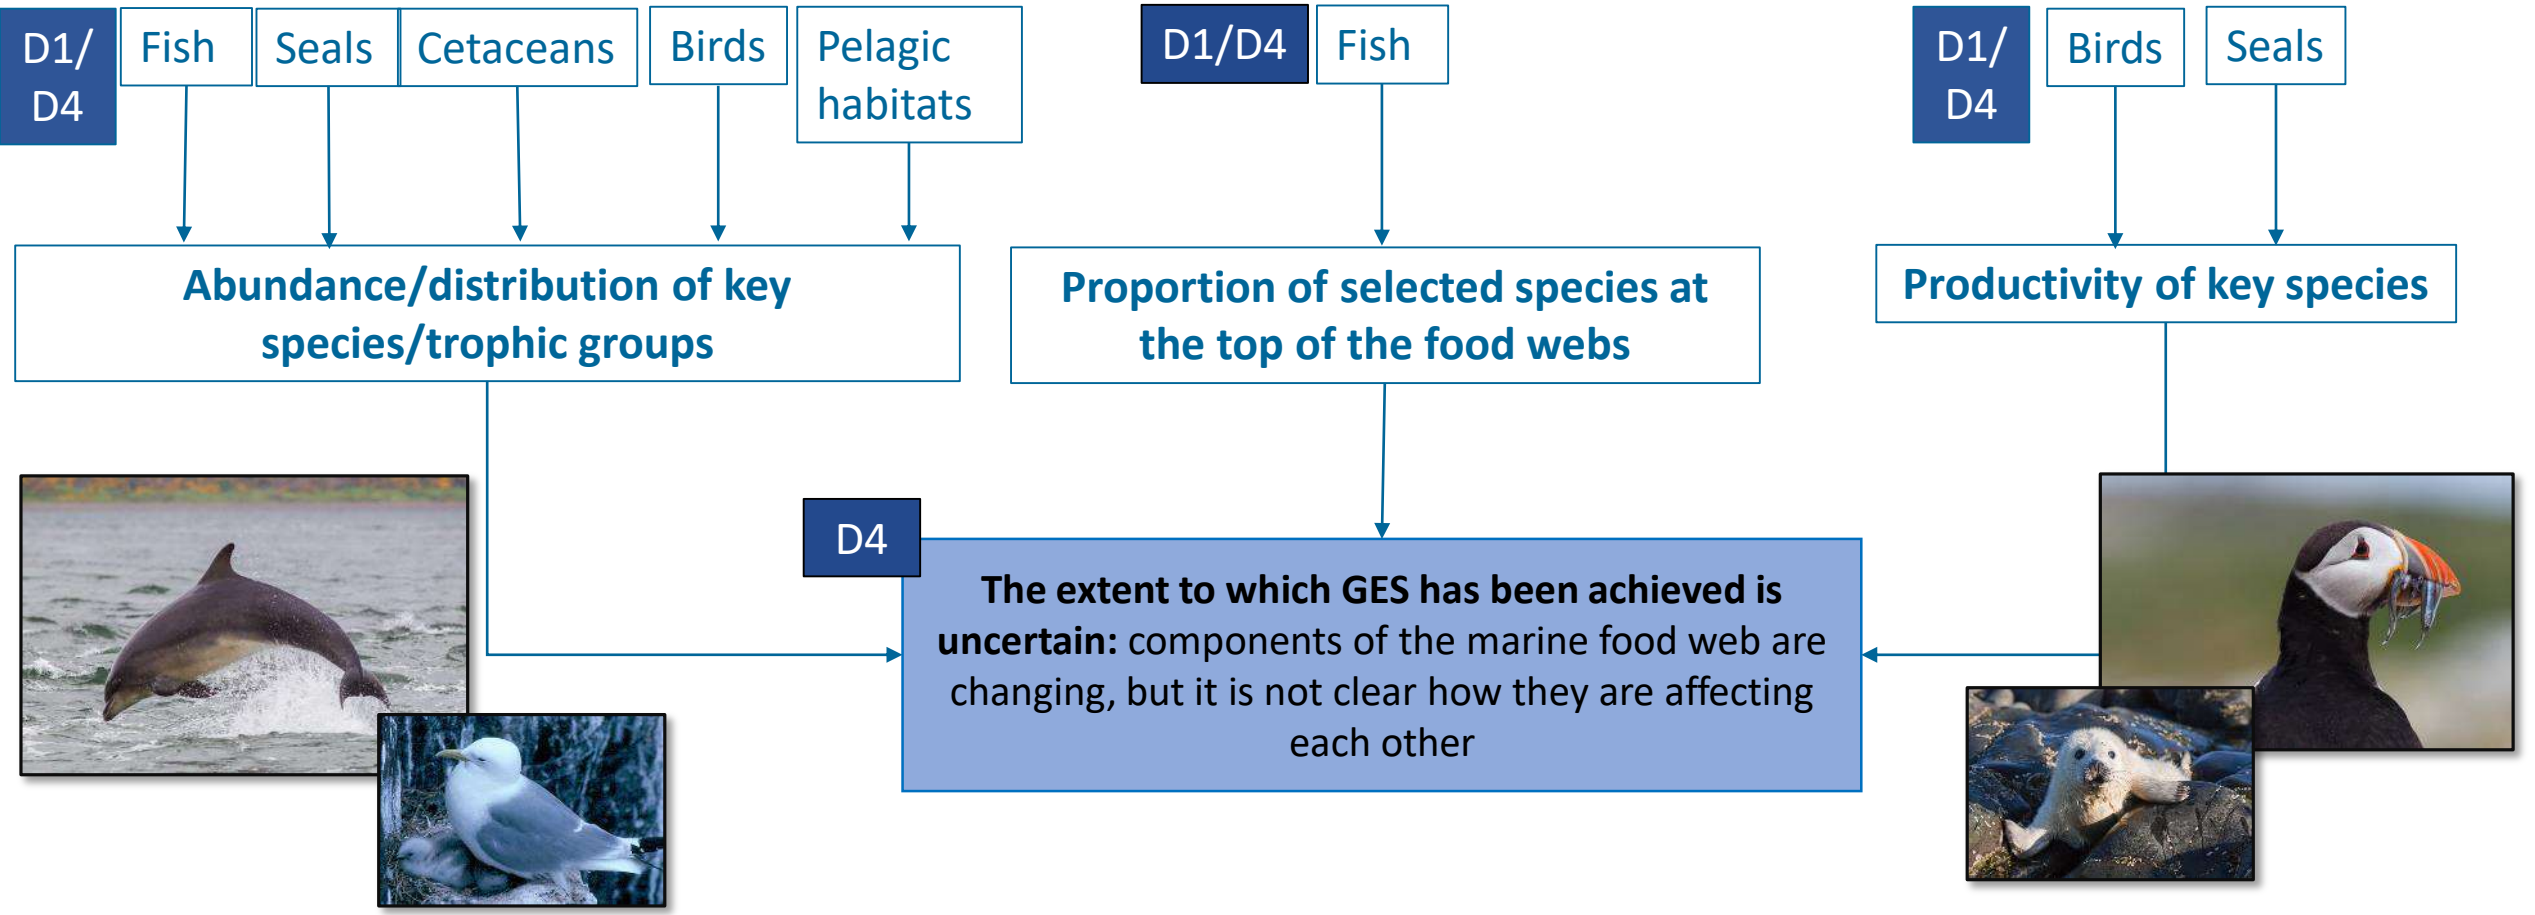 D1/
D4
Fish
Seals
Cetaceans
Birds
Pelagic
habitats
Abundance/distribution of key
species/trophic groups
D1/D4
Fish
Proportion of selected species at
the top of the food webs
D1/
D4
Birds
Seals
Productivity of key species
D4
The extent to which GES has been achieved is
uncertain: components of the marine food web are
changing, but it is not clear how they are affecting
each other